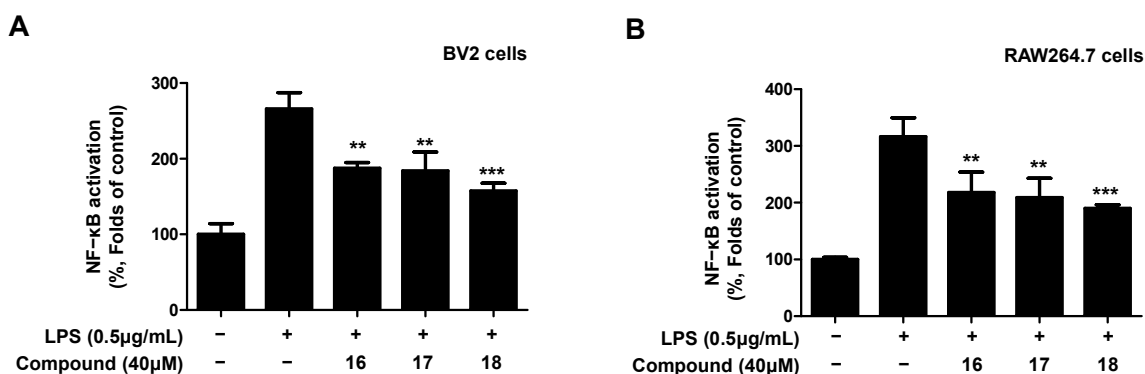 A
BV2 cells
NF−κB activation
(%, Folds of control)
300
200
100
0
** ** ***
LPS (0.5μg/mL) − + + + +
Compound (40μM) − − 16 17 18
B
RAW264.7 cells
NF−κB activation
(%, Folds of control)
400
300
200
100
0
** ** ***
LPS (0.5μg/mL) − + + + +
Compound (40μM) − − 16 17 18